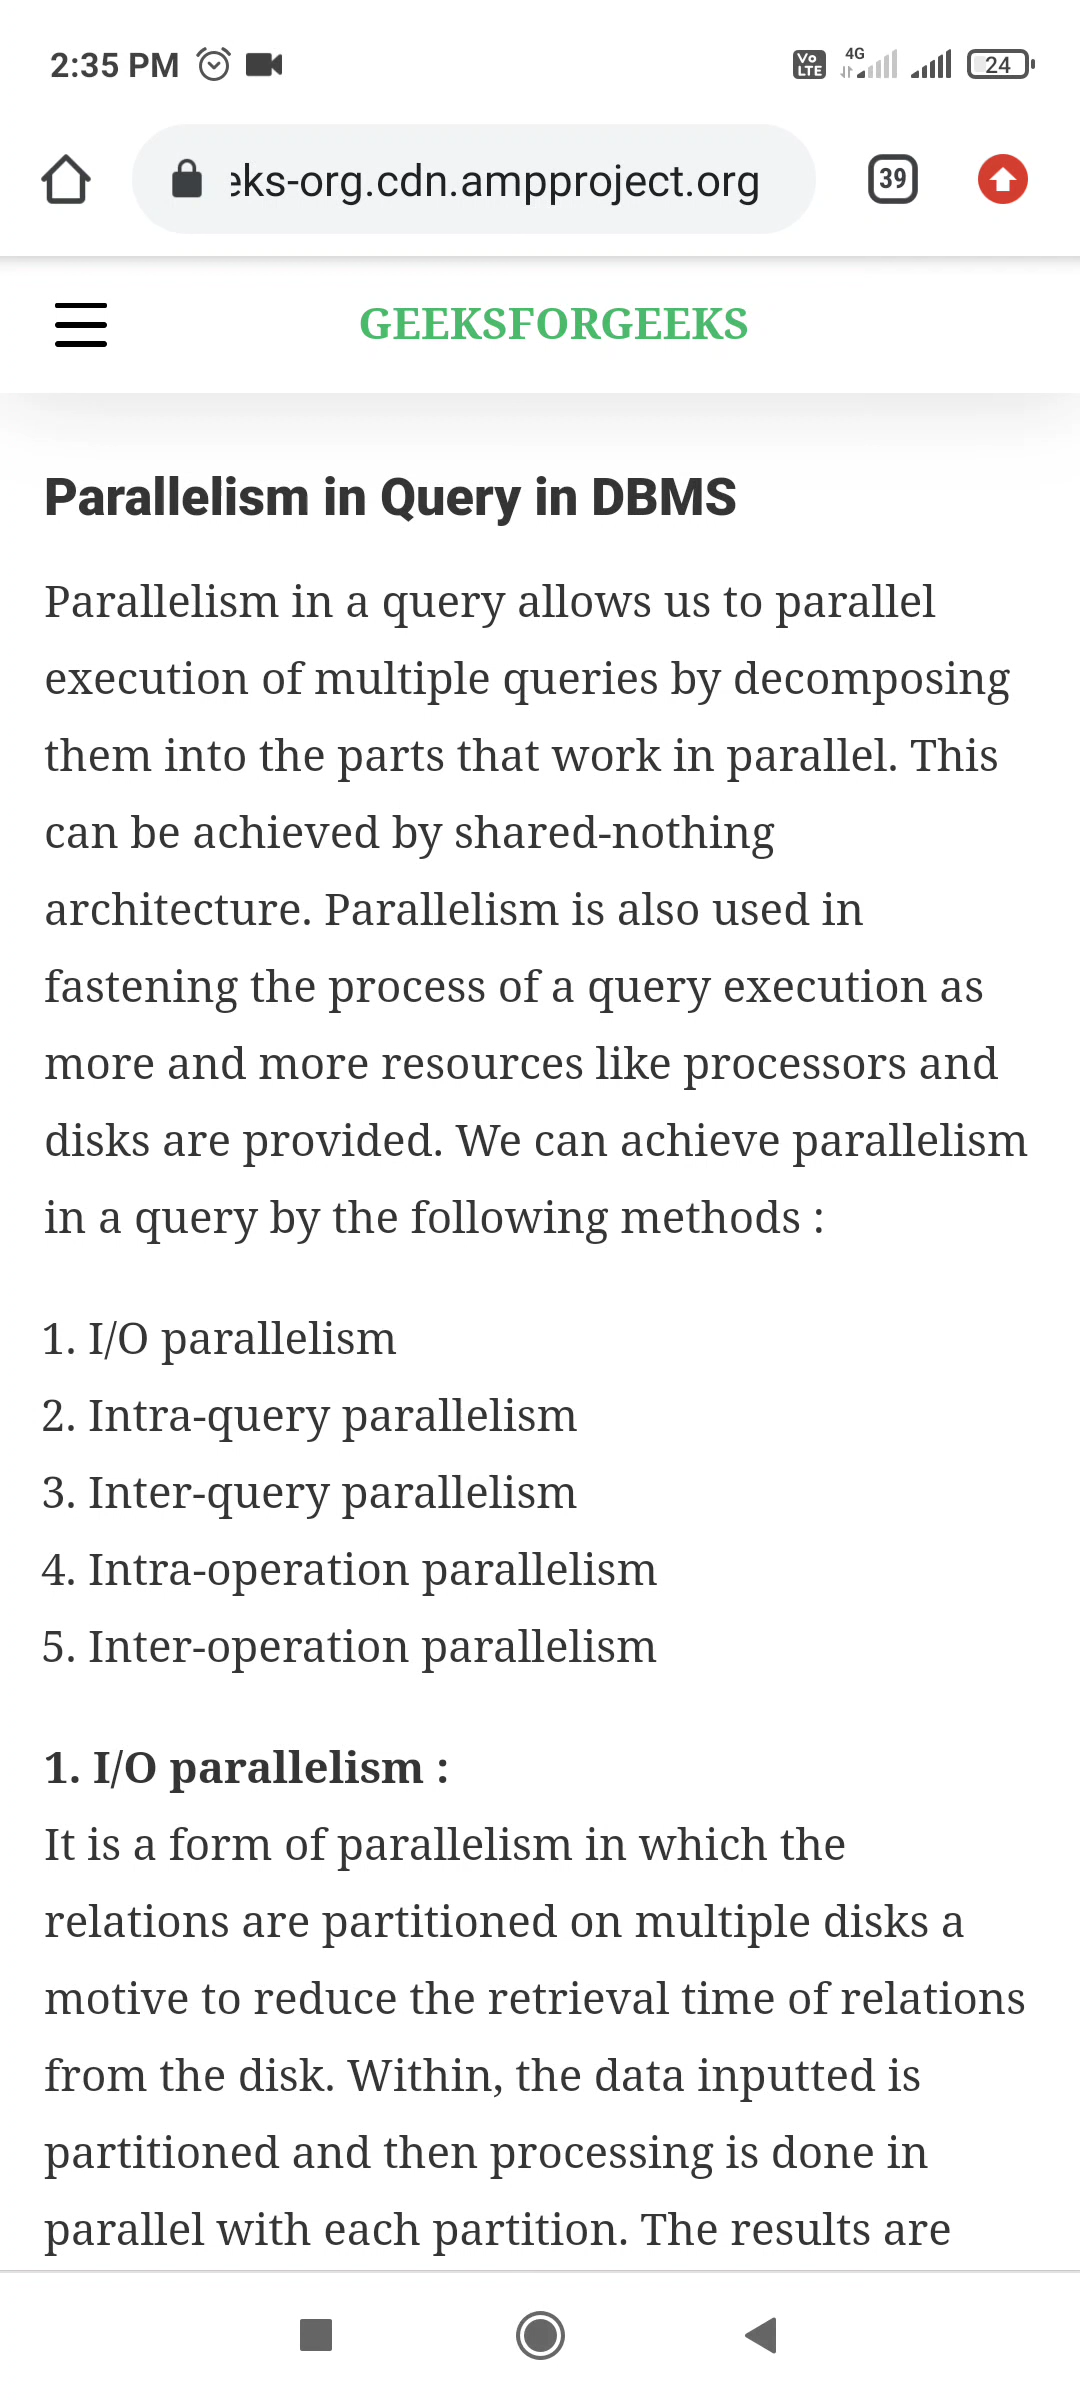 2:35 PM
Vo LTE 4G 24
eks-org.cdn.ampproject.org
39
GEEKSFORGEEKS
Parallelism in Query in DBMS
Parallelism in a query allows us to parallel
execution of multiple queries by decomposing
them into the parts that work in parallel. This
can be achieved by shared-nothing
architecture. Parallelism is also used in
fastening the process of a query execution as
more and more resources like processors and
disks are provided. We can achieve parallelism
in a query by the following methods :
1. I/O parallelism
2. Intra-query parallelism
3. Inter-query parallelism
4. Intra-operation parallelism
5. Inter-operation parallelism
1. I/O parallelism :
It is a form of parallelism in which the
relations are partitioned on multiple disks a
motive to reduce the retrieval time of relations
from the disk. Within, the data inputted is
partitioned and then processing is done in
parallel with each partition. The results are